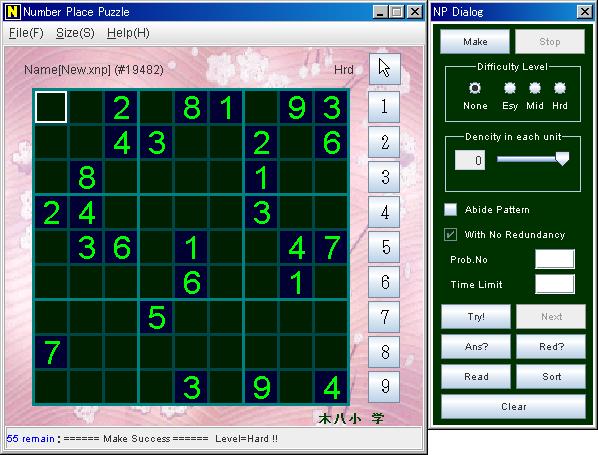 Number Place Puzzle
File(F) Size(S) Help(H)
Name[New.xnp] (#19482) Hrd
2 8 1 9 3
4 3 2 6
8 1
2 4 3
3 6 1 4 7
6 1
5
7
3 9 4
1
2
3
4
5
6
7
8
9
木八小 学
55 remain : ====== Make Success ====== Level=Hard !!
NP Dialog
Make Stop
Difficulty Level
None Esy Mid Hrd
Dencity in each unit
0
Abide Pattern
With No Redundancy
Prob.No
Time Limit
Try! Next
Ans? Red?
Read Sort
Clear